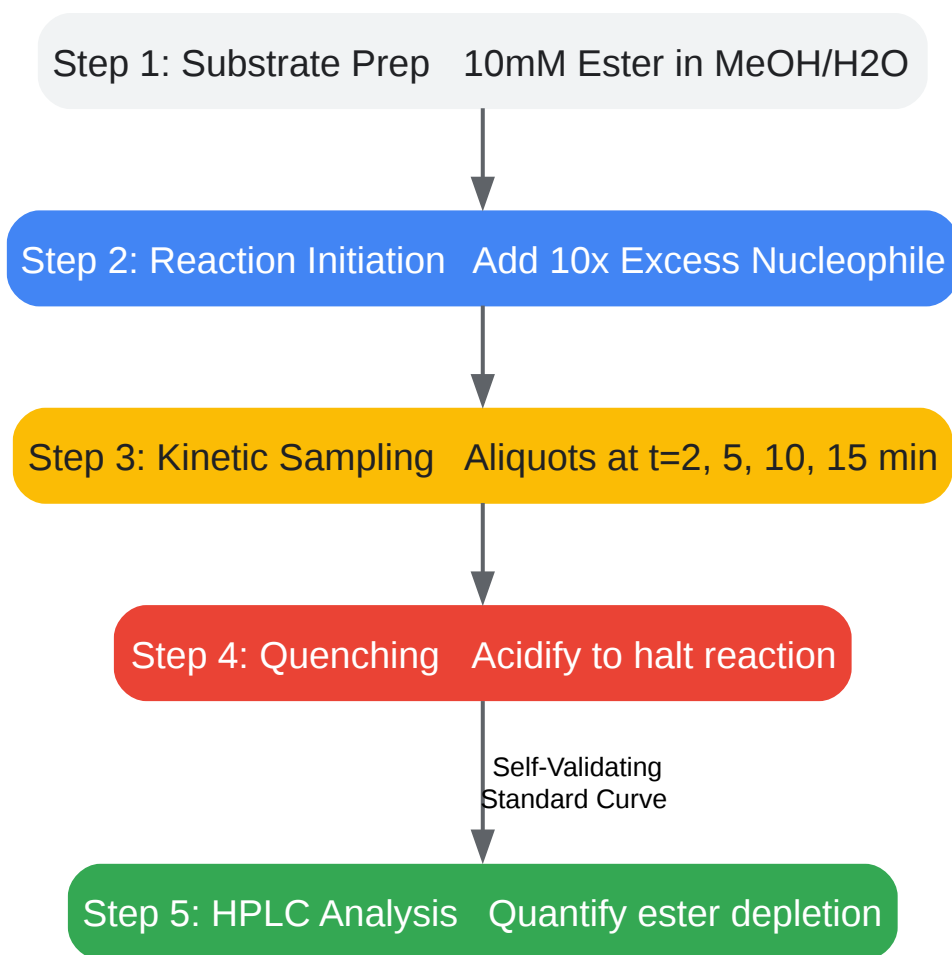 Step 1: Substrate Prep 10mM Ester in MeOH/H2O
Step 2: Reaction Initiation Add 10x Excess Nucleophile
Step 3: Kinetic Sampling Aliquots at t=2, 5, 10, 15 min
Step 4: Quenching Acidify to halt reaction
Self-Validating
Standard Curve
Step 5: HPLC Analysis Quantify ester depletion